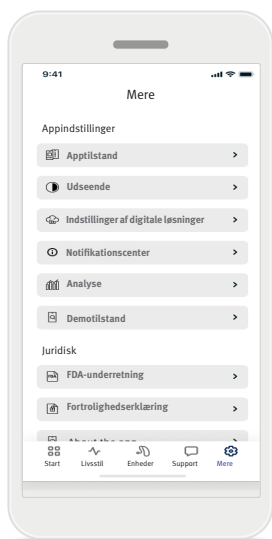 9:41
Mere
Appindstillinger
Apptilstand
Udseende
Indstillinger af digitale løsninger
Notifikationscenter
Analyse
Demotilstand
Juridisk
FDA-underretning
Fortrolighedserklæring
About the app
Start Livsstil Enheder Support Mere